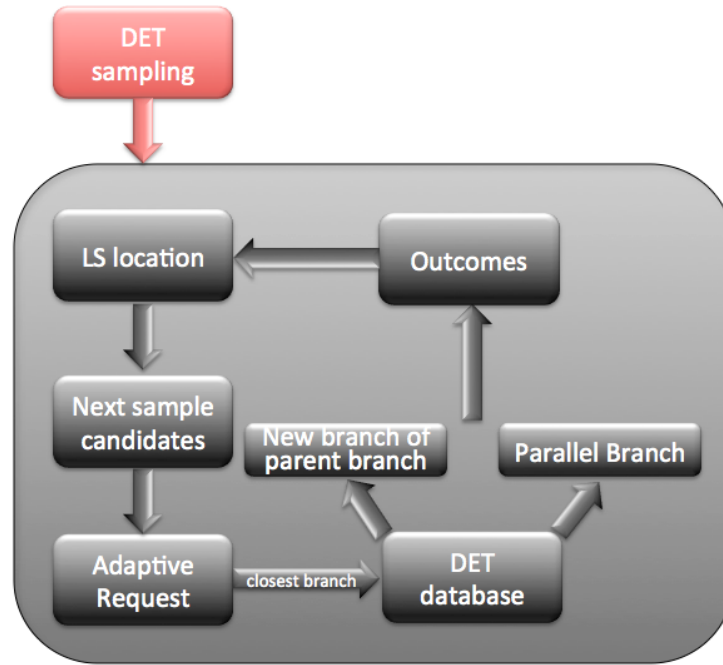 DET
sampling
LS location
Outcomes
Next sample
candidates
New branch of
parent branch
Parallel Branch
Adaptive
Request
closest branch
DET
database